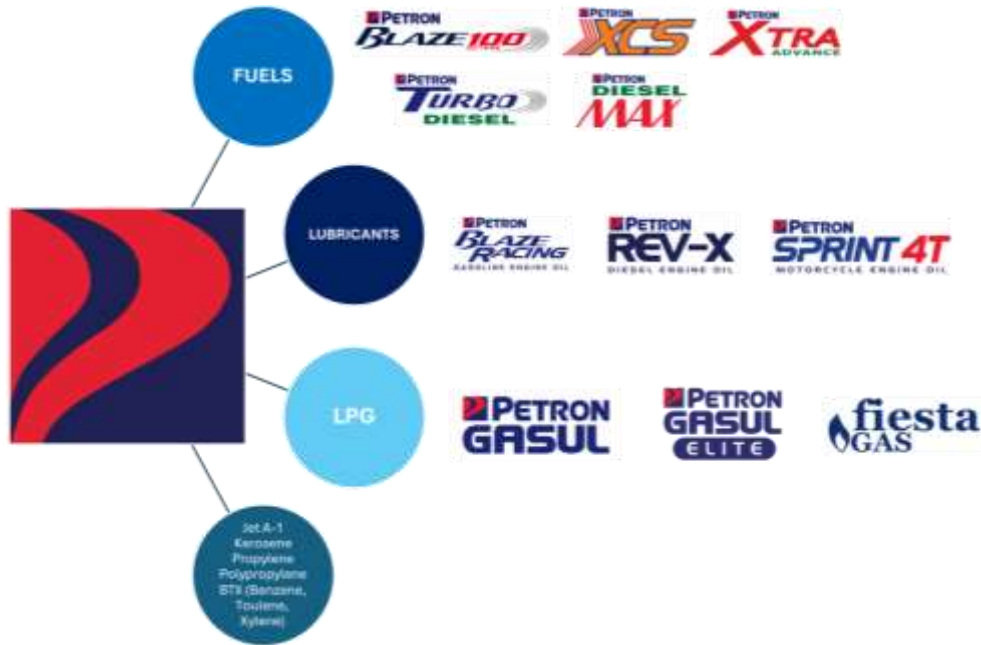 FUELS
PETRON
BLAZE 100
PETRON
XCS
PETRON
XTRA
ADVANCE
PETRON
TURBO
DIESEL
PETRON
DIESEL
MAX
LUBRICANTS
PETRON
BLAZE
RACING
GASOLINE ENGINE OIL
PETRON
REV-X
DIESEL ENGINE OIL
PETRON
SPRINT 4T
MOTORCYCLE ENGINE OIL
LPG
PETRON
GASUL
PETRON
GASUL
ELITE
fiesta
GAS
Jet A-1
Kerosene
Propylene
Polypropylene
(Benzene,
Toulene,
Xylene)